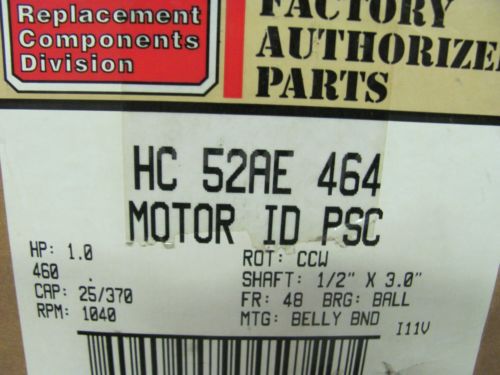 Replacement
Components
Division
FACTORY
AUTHORIZE
PARTS
HC 52AE 464
MOTOR ID PSC
HP: 1.0
460 .
CAP: 25/370
RPM: 1040
ROT: CCW
SHAFT: 1/2" X 3.0"
FR: 48 BRG: BALL
MTG: BELLY BND
I11V